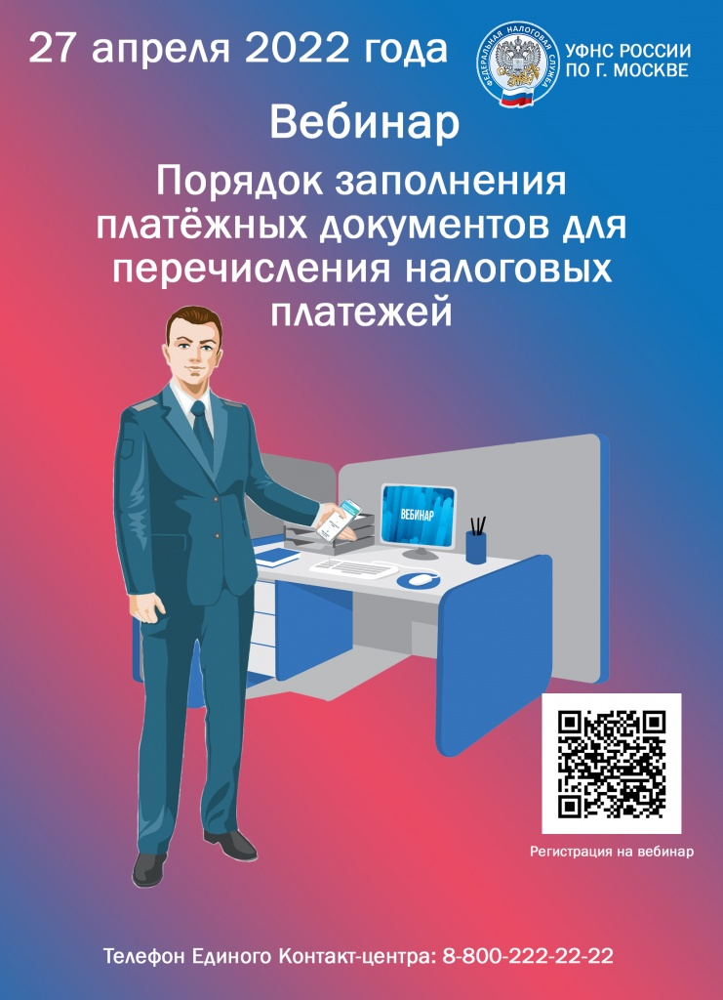 27 апреля 2022 года
ФЕДЕРАЛЬНАЯ НАЛОГОВАЯ СЛУЖБА
УФНС РОССИИ
ПО Г. МОСКВЕ
Вебинар
Порядок заполнения
платёжных документов для
перечисления налоговых
платежей
ВЕБИНАР
Регистрация на вебинар
Телефон Единого Контакт-центра: 8-800-222-22-22